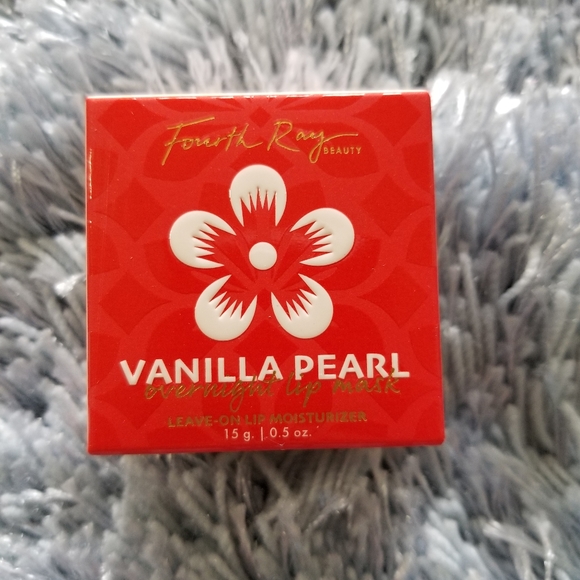 Fourth Ray
BEAUTY
VANILLA PEARL
overnight lip mask
LEAVE-ON LIP MOISTURIZER
15 g. | 0.5 oz.